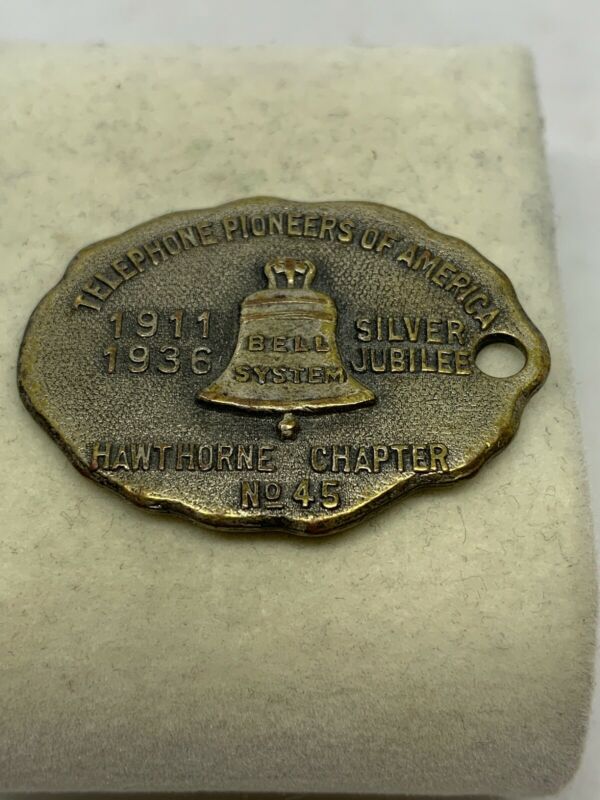 TELEPHONE PIONEERS OF AMERICA
1911
1936
BELL
SYSTEM
SILVER
JUBILEE
HAWTHORNE CHAPTER
No 45